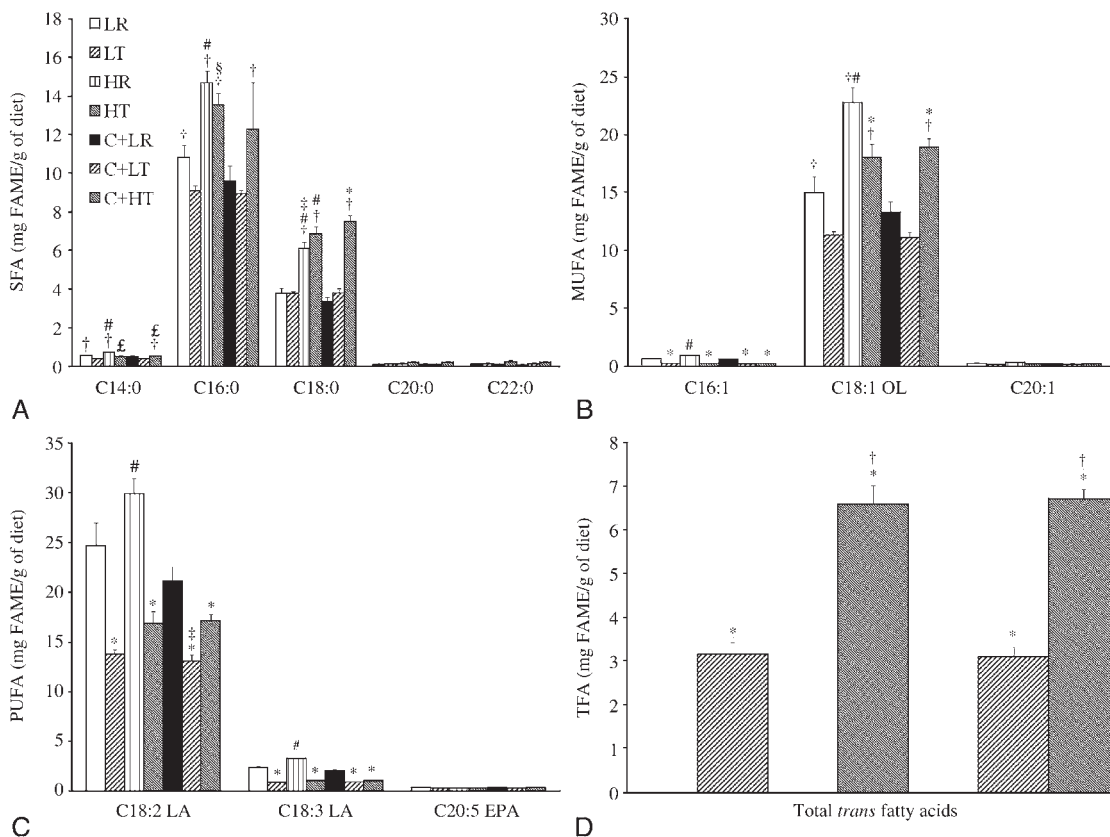 SFA (mg FAME/g of diet)
18
16
14
12
10
8
6
4
2
0
LR
LT
HR
HT
C+LR
C+LT
C+HT
† # † £ £ ‡
† # † § ‡ †
‡ # † # † * †
C14:0 C16:0 C18:0 C20:0 C22:0
A
MUFA (mg FAME/g of diet)
30
25
20
15
10
5
0
* # * * *
† ‡# * † * †
C16:1 C18:1 OL C20:1
B
PUFA (mg FAME/g of diet)
35
30
25
20
15
10
5
0
* # * ‡ * *
* # * * *
C18:2 LA C18:3 LA C20:5 EPA
C
TFA (mg FAME/g of diet)
8
7
6
5
4
3
2
1
0
* † * * † *
Total trans fatty acids
D